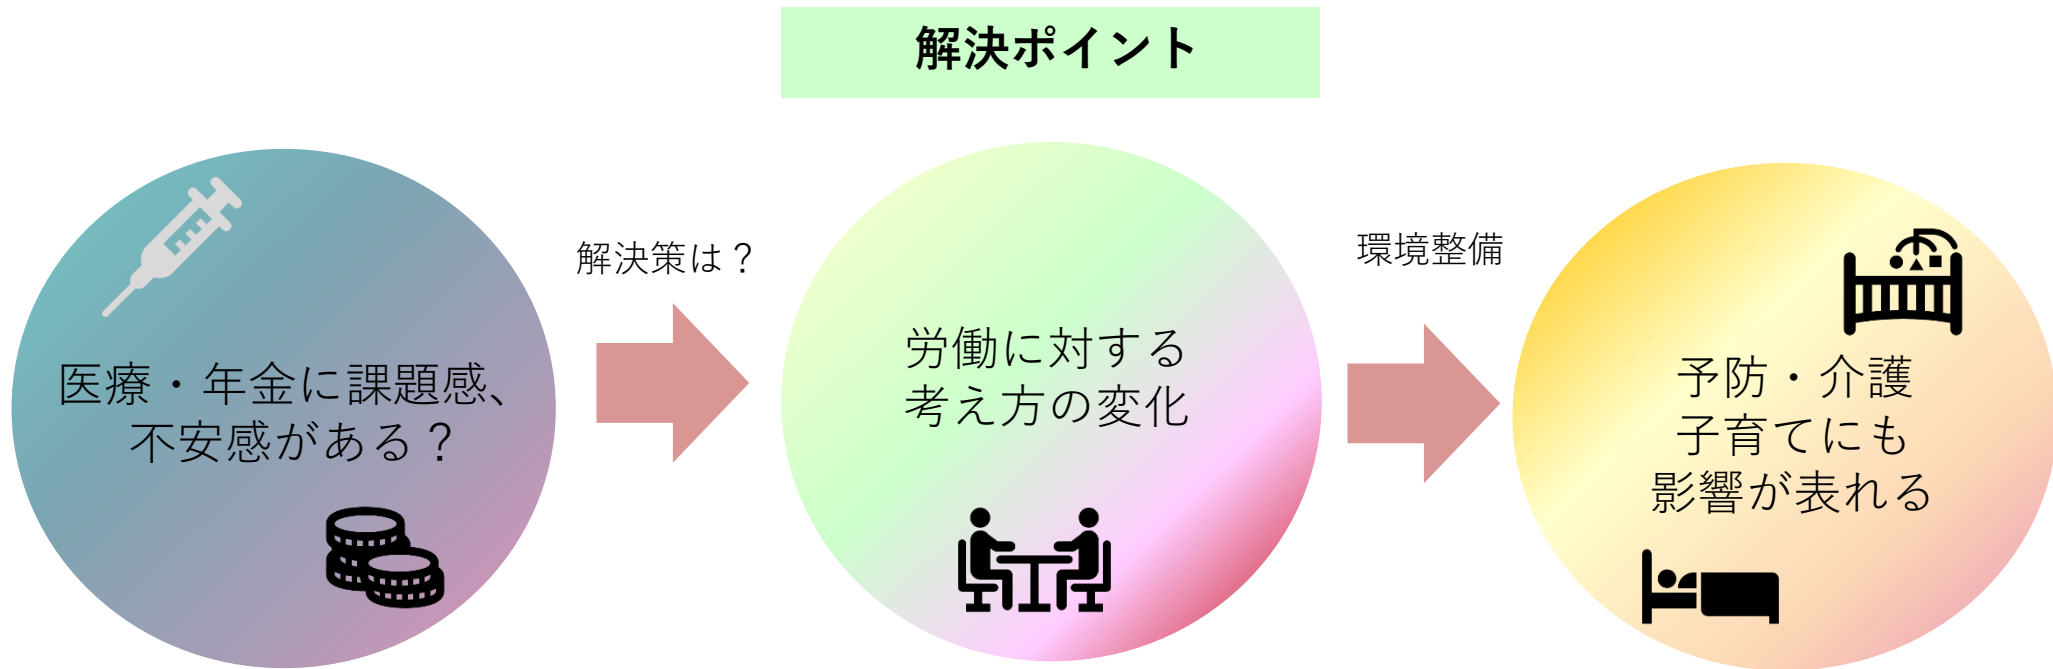 解決ポイント
医療・年金に課題感、
不安感がある？
解決策は？
労働に対する
考え方の変化
環境整備
予防・介護
子育てにも
影響が表れる